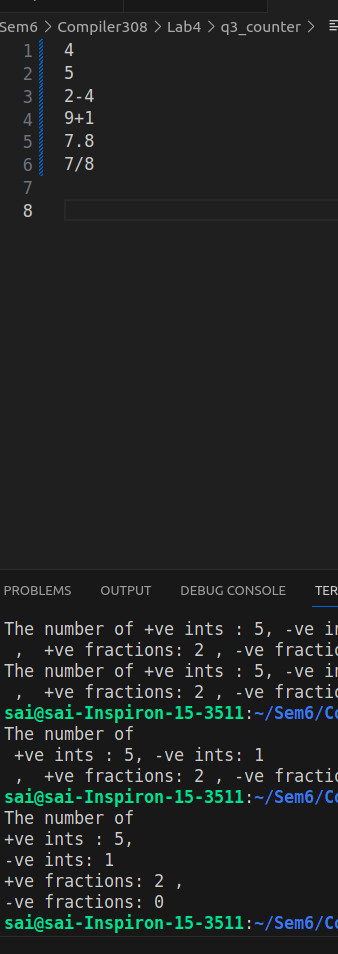 Sem6 > Compiler308 > Lab4 > q3_counter >
1 4
2 5
3 2-4
4 9+1
5 7.8
6 7/8
7
8
PROBLEMS OUTPUT DEBUG CONSOLE TER
The number of +ve ints : 5, -ve in
, +ve fractions: 2 , -ve fractio
The number of +ve ints : 5, -ve in
, +ve fractions: 2 , -ve fractio
sai@sai-Inspiron-15-3511:~/Sem6/Co
The number of
+ve ints : 5, -ve ints: 1
, +ve fractions: 2 , -ve fractio
sai@sai-Inspiron-15-3511:~/Sem6/Co
The number of
+ve ints : 5,
-ve ints: 1
+ve fractions: 2 ,
-ve fractions: 0
sai@sai-Inspiron-15-3511:~/Sem6/Co